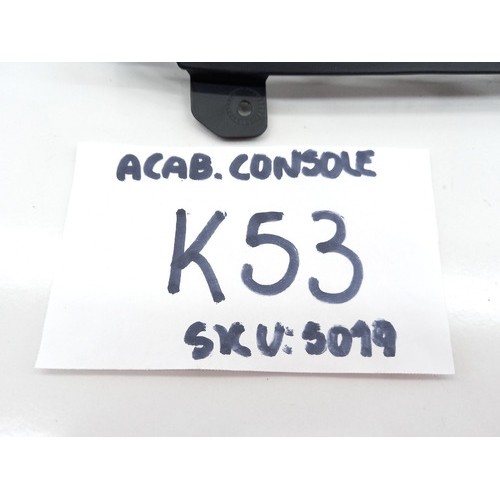 ACAB. CONSOLE
K53
SKU: 5019